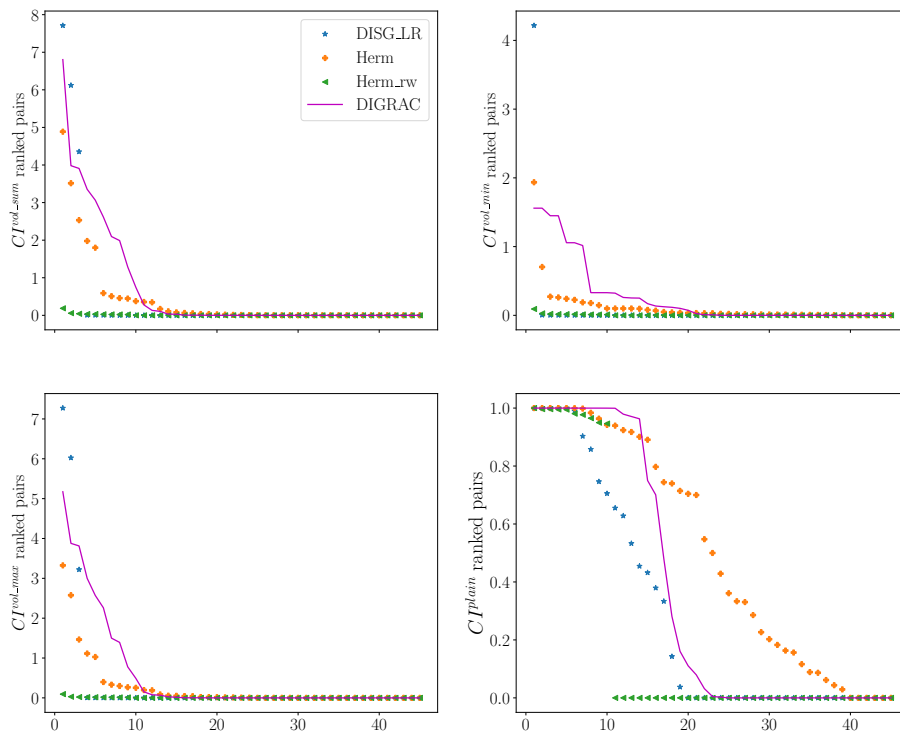 8
7
6
5
4
3
2
1
0
CI^{vol_sum} ranked pairs
DISG_LR
Herm
Herm_rw
DIGRAC
4
2
1
0
CI^{vol_min} ranked pairs
7
6
5
4
3
2
1
0
CI^{vol_max} ranked pairs
0 10 20 30 40
1.0
0.8
0.6
0.4
0.2
0.0
CI^{plain} ranked pairs
0 10 20 30 40